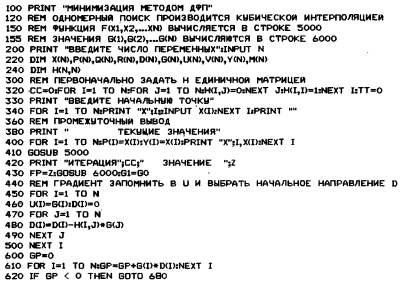 100 PRINT "МИНИМИЗАЦИЯ МЕТОДОМ ДФП"
120 REM ОДНОМЕРНЫЙ ПОИСК ПРОИЗВОДИТСЯ КУБИЧЕСКОЙ ИНТЕРПОЛЯЦИЕЙ
150 REM ФУНКЦИЯ F(X1,X2,...XN) ВЫЧИСЛЯЕТСЯ В СТРОКЕ 5000
155 REM ЗНАЧЕНИЯ G(1),G(2),...G(N) ВЫЧИСЛЯЮТСЯ В СТРОКЕ 6000
200 PRINT "ВВЕДИТЕ ЧИСЛО ПЕРЕМЕННЫХ":INPUT N
220 DIM X(N),P(N),Q(N),R(N),D(N),G(N),U(N),V(N),Y(N),M(N)
240 DIM H(N,N)
300 REM ПЕРВОНАЧАЛЬНО ЗАДАТЬ H ЕДИНИЧНОЙ МАТРИЦЕЙ
320 CC=0:FOR I=1 TO N:FOR J=1 TO N:H(I,J)=0:NEXT J:H(I,I)=1:NEXT I:TT=0
330 PRINT "ВВЕДИТЕ НАЧАЛЬНУЮ ТОЧКУ"
340 FOR I=1 TO N:PRINT "X";I;:INPUT X(I):NEXT I:PRINT ""
360 REM ПРОМЕЖУТОЧНЫЙ ВЫВОД
380 PRINT " ТЕКУЩИЕ ЗНАЧЕНИЯ"
400 FOR I=1 TO N:P(I)=X(I):Y(I)=X(I):PRINT "X";I,X(I):NEXT I
410 GOSUB 5000
420 PRINT "ИТЕРАЦИЯ";CC;" ЗНАЧЕНИЕ ";Z
430 FP=Z:GOSUB 6000:G1=G0
440 REM ГРАДИЕНТ ЗАПОМНИТЬ В U И ВЫБРАТЬ НАЧАЛЬНОЕ НАПРАВЛЕНИЕ D
450 FOR I=1 TO N
460 U(I)=G(I):D(I)=0
470 FOR J=1 TO N
480 D(I)=D(I)-H(I,J)*G(J)
490 NEXT J
500 NEXT I
600 GP=0
610 FOR I=1 TO N:GP=GP+G(I)*D(I):NEXT I
620 IF GP < 0 THEN GOTO 680